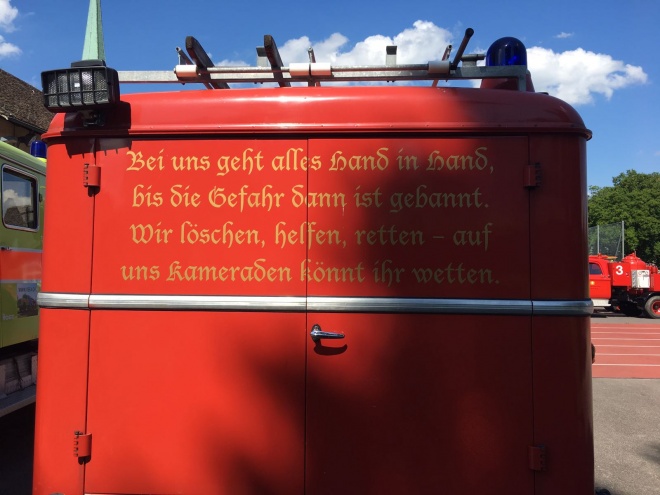 Bei uns geht alles Hand in Hand,
bis die Gefahr dann ist gebannt.
Wir löschen, helfen, retten – auf
uns Kameraden könnt ihr wetten.
3